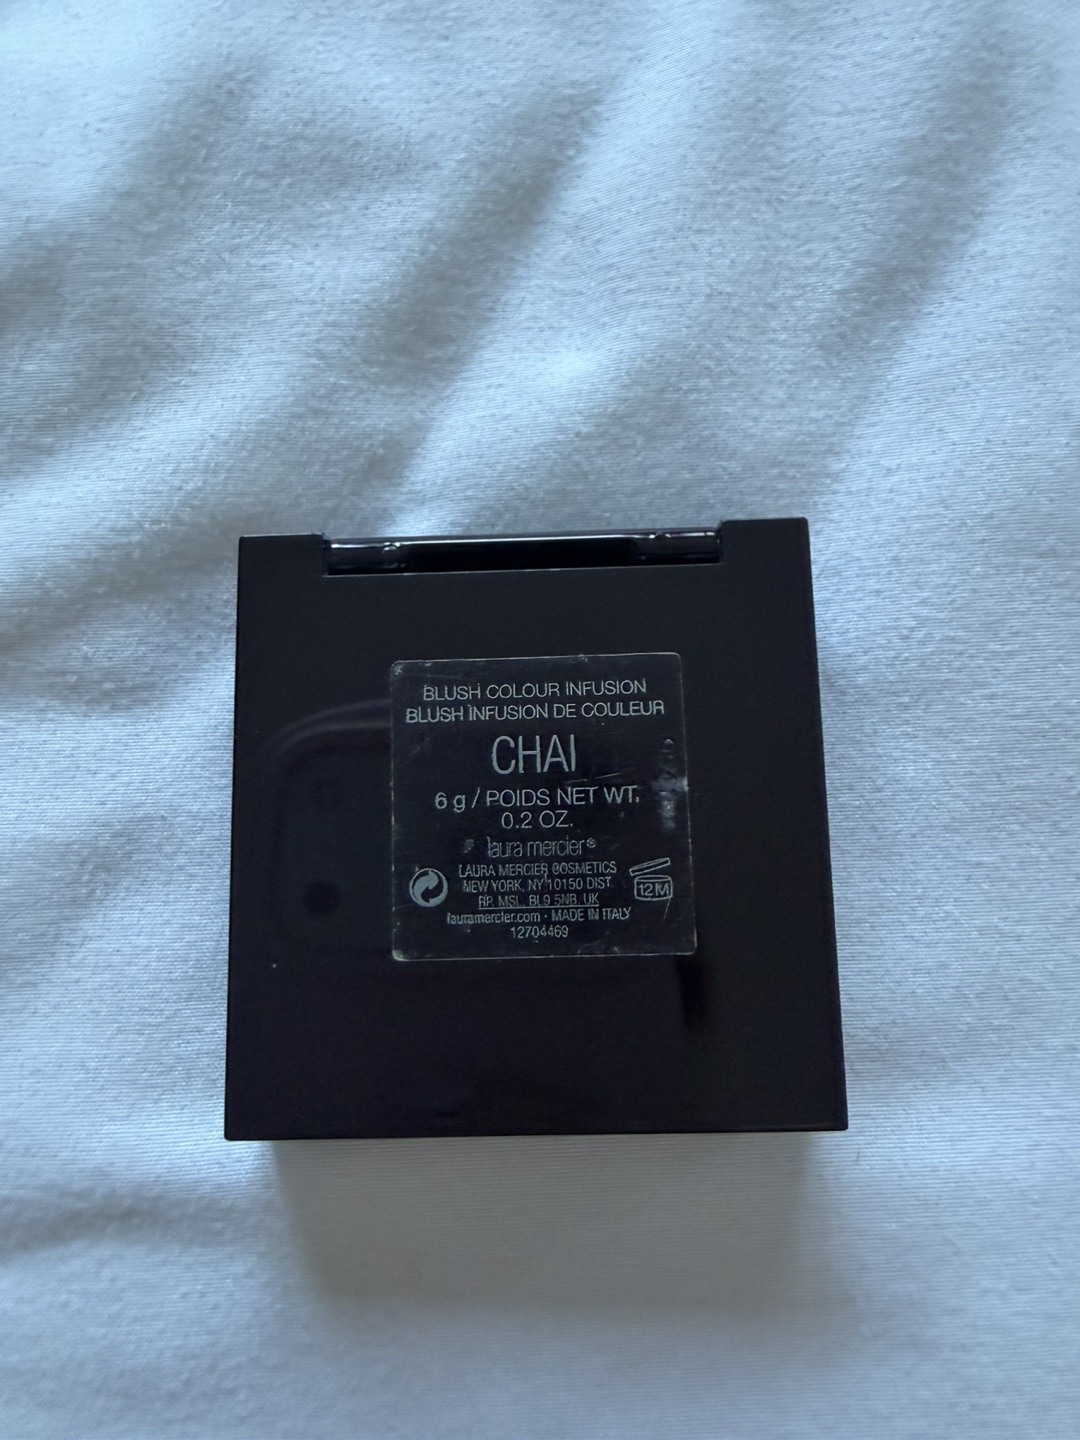 BLUSH COLOUR INFUSION
BLUSH INFUSION DE COULEUR
CHAI
6 g / POIDS NET WT.
0.2 OZ.
laura mercier®
LAURA MERCIER COSMETICS
NEW YORK, NY 10150 DIST.
RP, MSL, BL9 5NB, UK
12 M
lauramercier.com · MADE IN ITALY
12704469